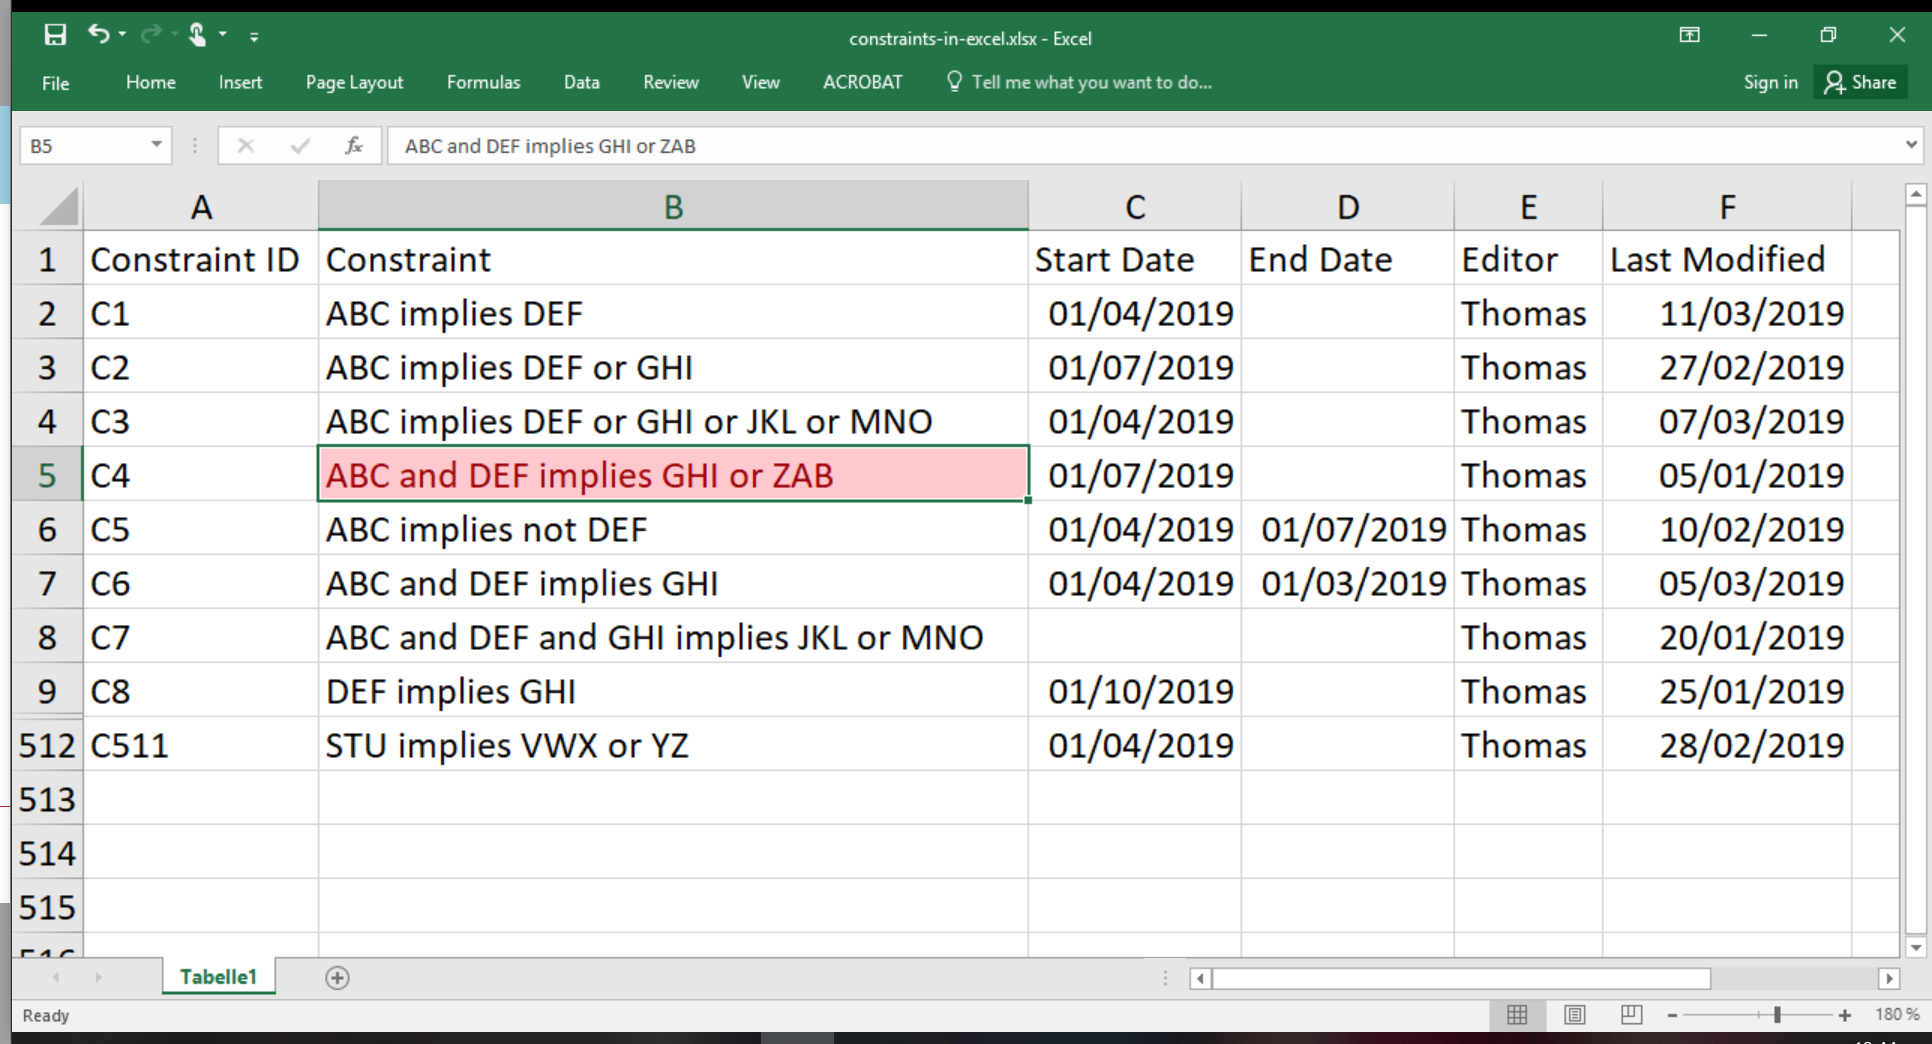 constraints-in-excel.xlsx - Excel
File Home Insert Page Layout Formulas Data Review View ACROBAT Tell me what you want to do... Sign in Share
B5 fx ABC and DEF implies GHI or ZAB
A B C D E F
1 Constraint ID Constraint Start Date End Date Editor Last Modified
2 C1 ABC implies DEF 01/04/2019 Thomas 11/03/2019
3 C2 ABC implies DEF or GHI 01/07/2019 Thomas 27/02/2019
4 C3 ABC implies DEF or GHI or JKL or MNO 01/04/2019 Thomas 07/03/2019
5 C4 ABC and DEF implies GHI or ZAB 01/07/2019 Thomas 05/01/2019
6 C5 ABC implies not DEF 01/04/2019 01/07/2019 Thomas 10/02/2019
7 C6 ABC and DEF implies GHI 01/04/2019 01/03/2019 Thomas 05/03/2019
8 C7 ABC and DEF and GHI implies JKL or MNO Thomas 20/01/2019
9 C8 DEF implies GHI 01/10/2019 Thomas 25/01/2019
512 C511 STU implies VWX or YZ 01/04/2019 Thomas 28/02/2019
513
514
515
Tabelle1
Ready 180 %